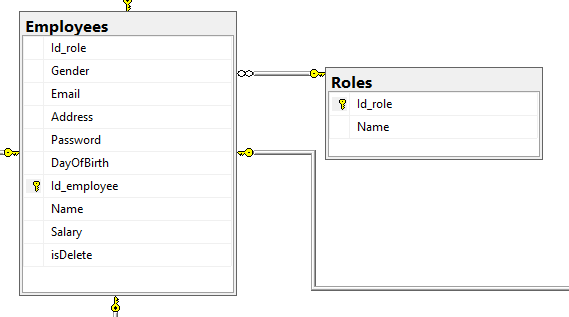 Employees
Id_role
Gender
Email
Address
Password
DayOfBirth
Id_employee
Name
Salary
isDelete
Roles
Id_role
Name